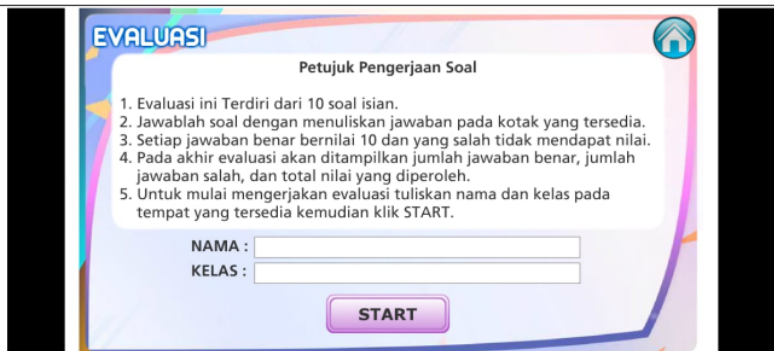 EVALUASI
Petujuk Pengerjaan Soal
1. Evaluasi ini Terdiri dari 10 soal isian.
2. Jawablah soal dengan menuliskan jawaban pada kotak yang tersedia.
3. Setiap jawaban benar bernilai 10 dan yang salah tidak mendapat nilai.
4. Pada akhir evaluasi akan ditampilkan jumlah jawaban benar, jumlah
jawaban salah, dan total nilai yang diperoleh.
5. Untuk mulai mengerjakan evaluasi tuliskan nama dan kelas pada
tempat yang tersedia kemudian klik START.
NAMA :
KELAS :
START